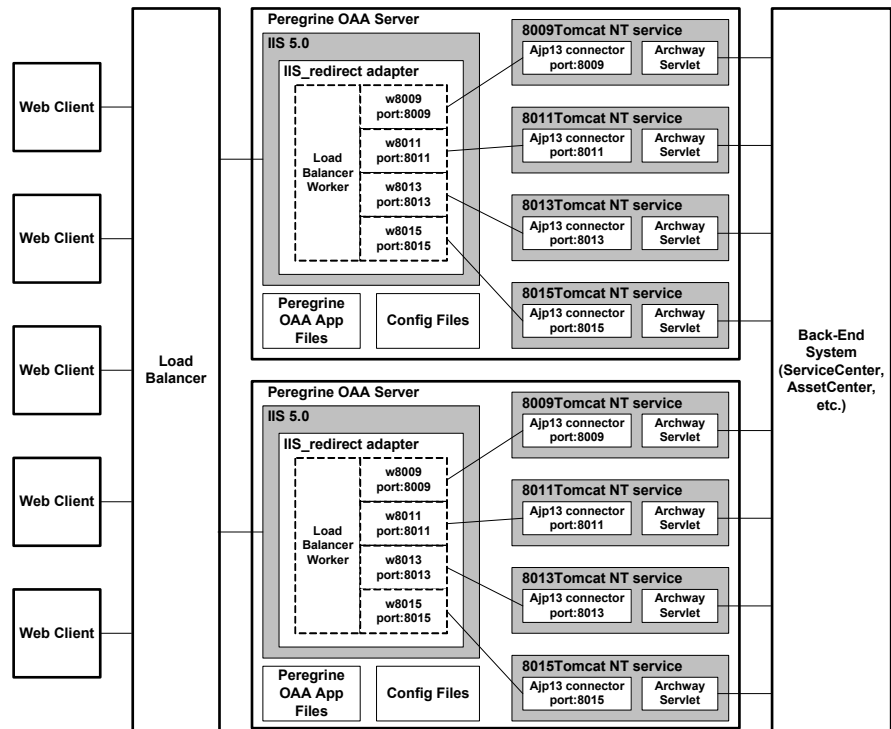 Web Client
Web Client
Web Client
Web Client
Web Client
Load
Balancer
Peregrine OAA Server
IIS 5.0
IIS_redirect adapter
Load
Balancer
Worker
w8009
port:8009
w8011
port:8011
w8013
port:8013
w8015
port:8015
Peregrine
OAA App
Files
Config Files
8009Tomcat NT service
Ajp13 connector
port:8009
Archway
Servlet
8011Tomcat NT service
Ajp13 connector
port:8011
Archway
Servlet
8013Tomcat NT service
Ajp13 connector
port:8013
Archway
Servlet
8015Tomcat NT service
Ajp13 connector
port:8015
Archway
Servlet
Peregrine OAA Server
IIS 5.0
IIS_redirect adapter
Load
Balancer
Worker
w8009
port:8009
w8011
port:8011
w8013
port:8013
w8015
port:8015
Peregrine
OAA App
Files
Config Files
8009Tomcat NT service
Ajp13 connector
port:8009
Archway
Servlet
8011Tomcat NT service
Ajp13 connector
port:8011
Archway
Servlet
8013Tomcat NT service
Ajp13 connector
port:8013
Archway
Servlet
8015Tomcat NT service
Ajp13 connector
port:8015
Archway
Servlet
Back-End
System
(ServiceCenter,
AssetCenter,
etc.)